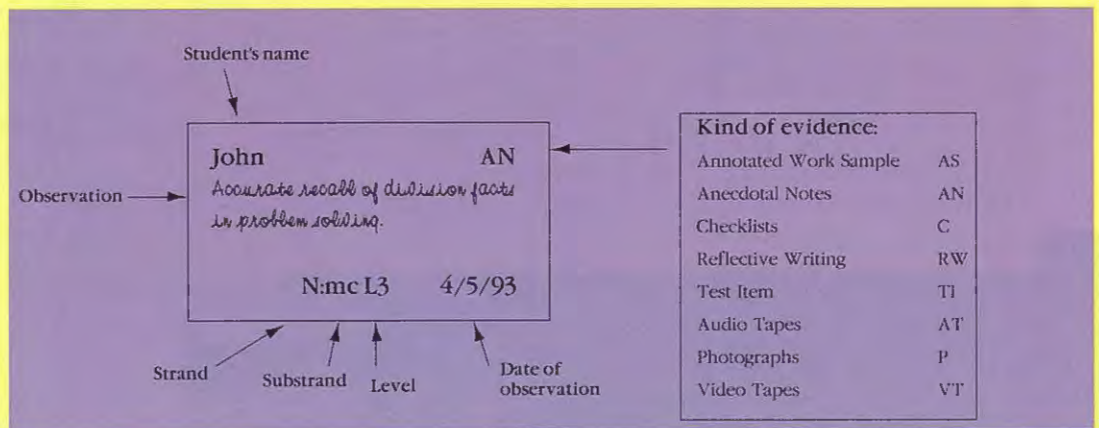 Student's name
John AN
Observation
Accurate recall of division facts
in problem solving.
N:mc L3 4/5/93
Strand
Substrand
Level
Date of
observation
Kind of evidence:
Annotated Work Sample AS
Anecdotal Notes AN
Checklists C
Reflective Writing RW
Test Item TI
Audio Tapes AT
Photographs P
Video Tapes VT